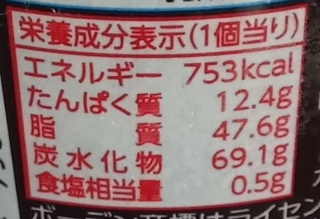 栄養成分表示(1個当り)
エネルギー 753kcal
たんぱく質 12.4g
脂質 47.6g
炭水化物 69.1g
食塩相当量 0.5g